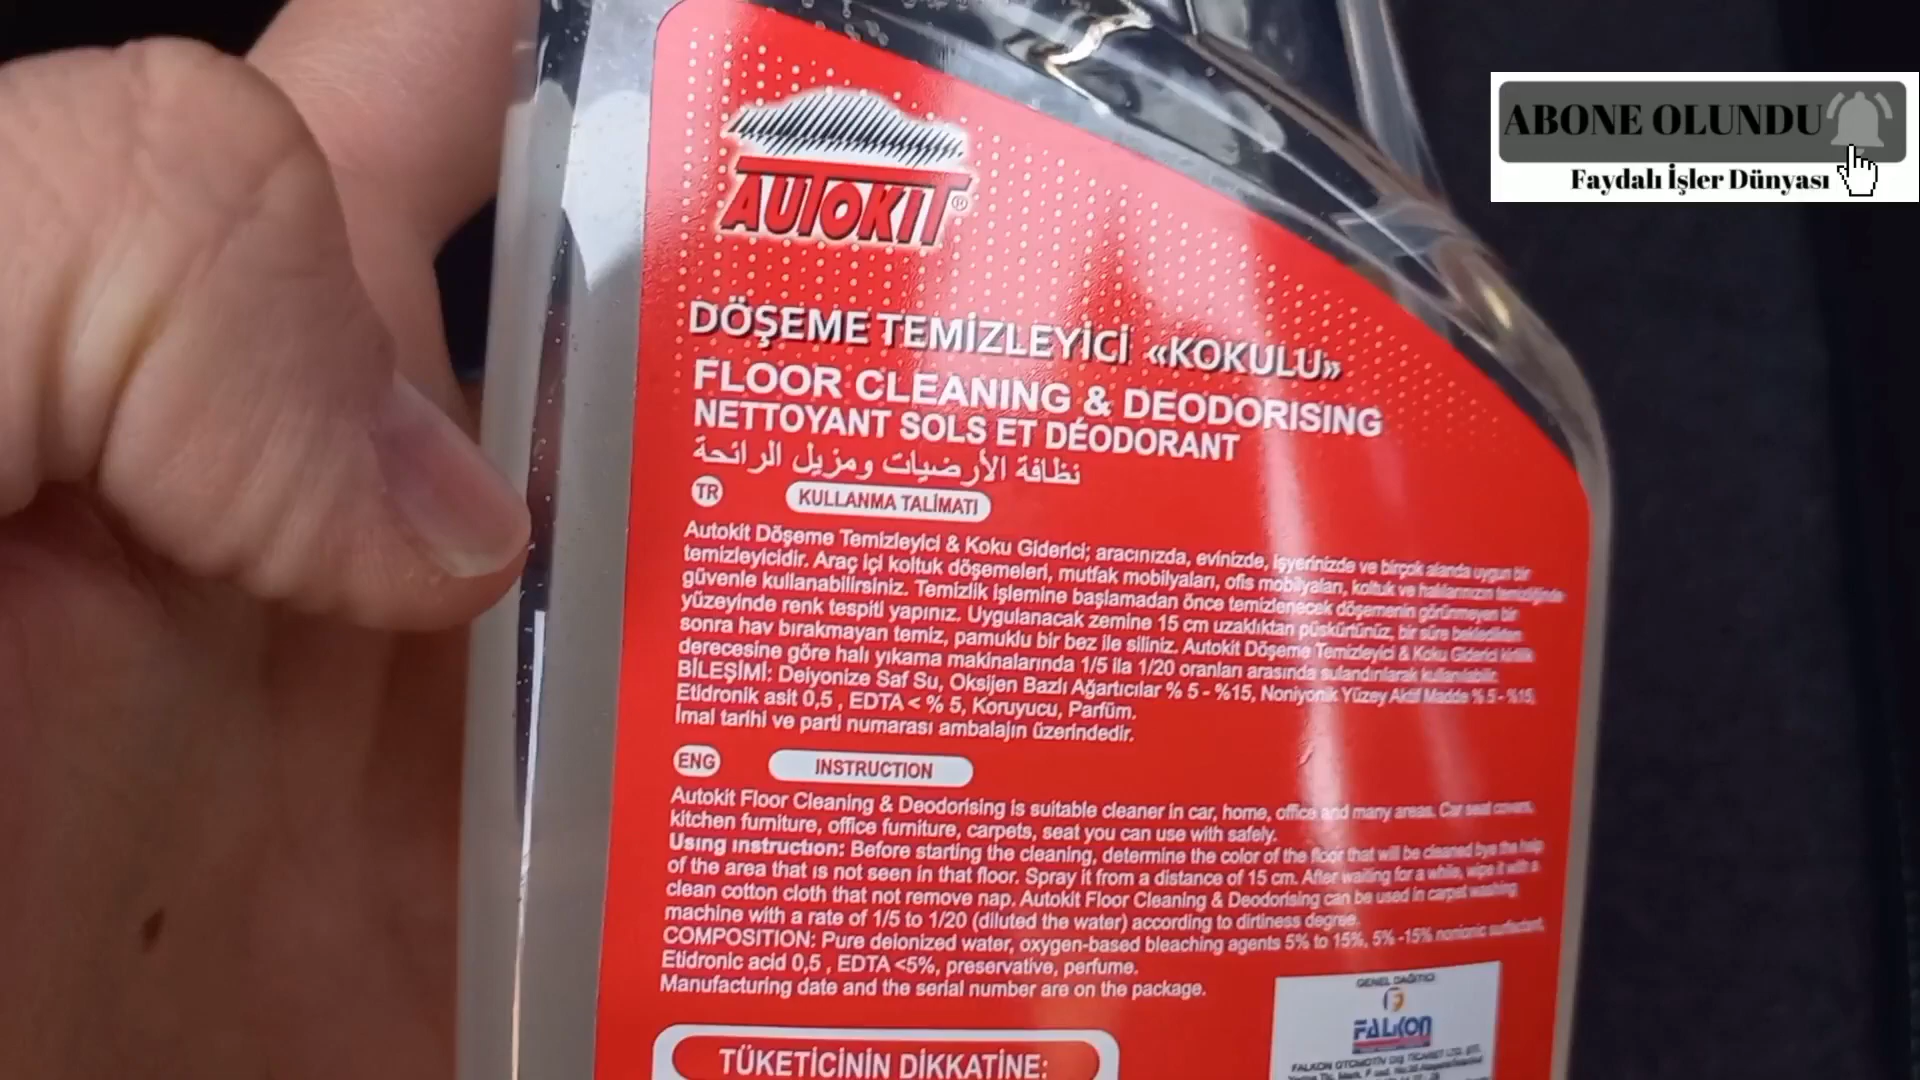 ABONE OLUNDU
Faydalı İşler Dünyası
AUTOKIT®
DÖŞEME TEMİZLEYİCİ «KOKULU»
FLOOR CLEANING & DEODORISING
NETTOYANT SOLS ET DÉODORANT
نظافة الأرضيات ومزيل الرائحة
TR KULLANMA TALİMATI
Autokit Döşeme Temizleyici & Koku Giderici; aracınızda, evinizde, işyerinizde ve birçok alanda uygun bir
temizleyicidir. Araç içi koltuk döşemeleri, mutfak mobilyaları, ofis mobilyaları, koltuk ve halılarınızın temizliğinde
güvenle kullanabilirsiniz. Temizlik işlemine başlamadan önce temizlenecek döşemenin görünmeyen bir
yüzeyinde renk tespiti yapınız. Uygulanacak zemine 15 cm uzaklıktan püskürtünüz, bir süre bekledikten
sonra hav bırakmayan temiz, pamuklu bir bez ile siliniz. Autokit Döşeme Temizleyici & Koku Giderici kirlilik
derecesine göre halı yıkama makinalarında 1/5 ila 1/20 oranları arasında sulandırılarak kullanılabilir.
BİLEŞİMİ: Deiyonize Saf Su, Oksijen Bazlı Ağartıcılar % 5 - %15, Noniyonik Yüzey Aktif Madde % 5 - %15,
Etidronik asit 0,5 , EDTA < % 5, Koruyucu, Parfüm.
İmal tarihi ve parti numarası ambalajın üzerindedir.
ENG INSTRUCTION
Autokit Floor Cleaning & Deodorising is suitable cleaner in car, home, office and many areas. Car seat covers,
kitchen furniture, office furniture, carpets, seat you can use with safely.
Using instruction: Before starting the cleaning, determine the color of the floor that will be cleaned bye the help
of the area that is not seen in that floor. Spray it from a distance of 15 cm. After waiting for a while, wipe it with a
clean cotton cloth that not remove nap. Autokit Floor Cleaning & Deodorising can be used in carpet washing
machine with a rate of 1/5 to 1/20 (diluted the water) according to dirtiness degree.
COMPOSITION: Pure deionized water, oxygen-based bleaching agents 5% to 15%, 5% -15% nonionic surfactant,
Etidronic acid 0,5 , EDTA <5%, preservative, perfume.
Manufacturing date and the serial number are on the package.
GENEL DAĞITICI
FALKON
FALKON OTOMOTİV DIŞ TİCARET LTD. ŞTİ.
TÜKETİCİNİN DİKKATİNE: